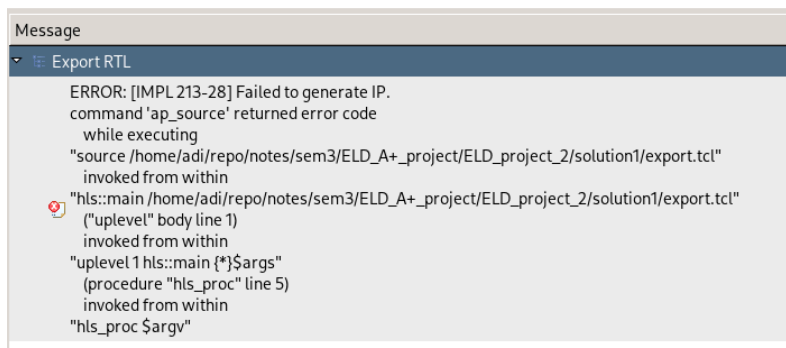 Message
Export RTL
ERROR: [IMPL 213-28] Failed to generate IP.
command 'ap_source' returned error code
while executing
"source /home/adi/repo/notes/sem3/ELD_A+_project/ELD_project_2/solution1/export.tcl"
invoked from within
"hls::main /home/adi/repo/notes/sem3/ELD_A+_project/ELD_project_2/solution1/export.tcl"
("uplevel" body line 1)
invoked from within
"uplevel 1 hls::main {*}$args"
(procedure "hls_proc" line 5)
invoked from within
"hls_proc $argv"